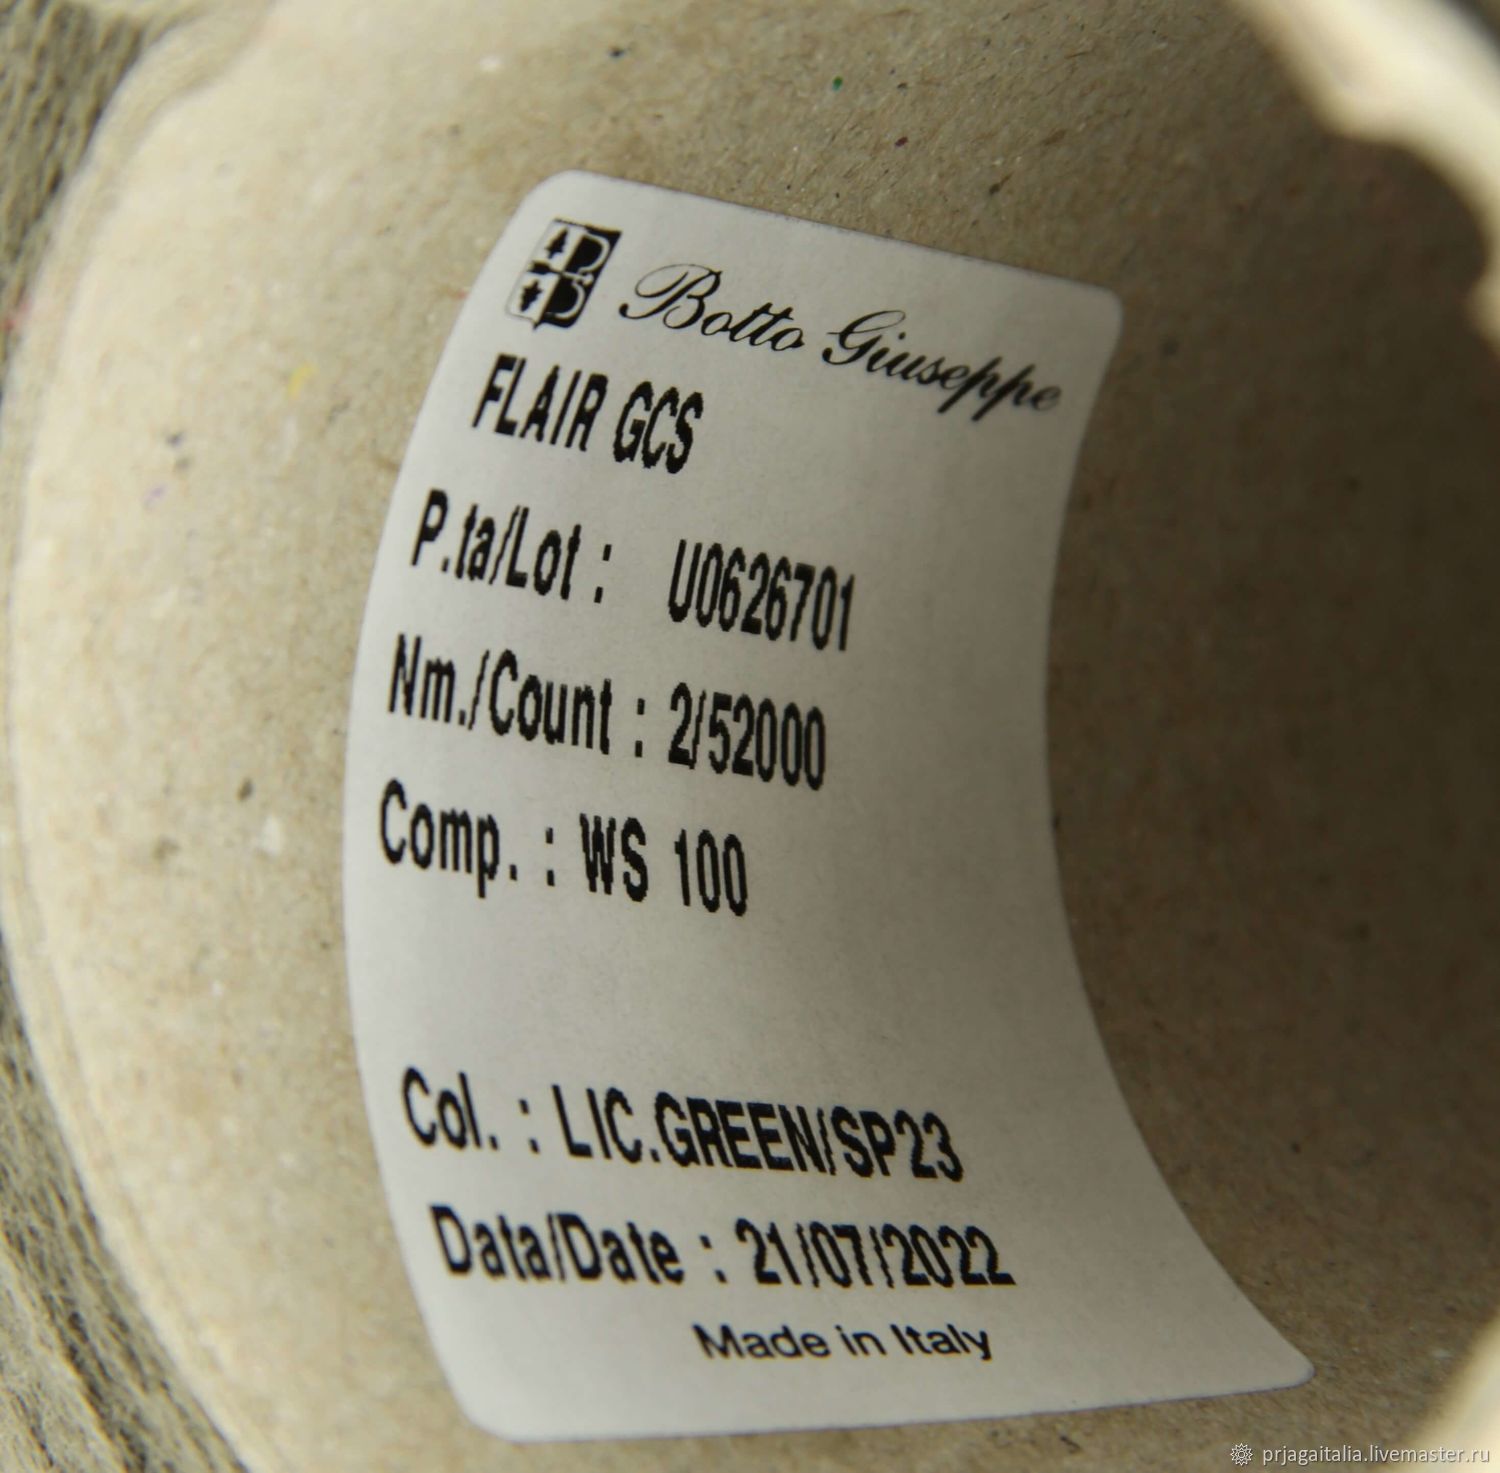 Botto Giuseppe
FLAIR GCS
P.ta/Lot : U0626701
Nm./Count : 2/52000
Comp. : WS 100
Col. : LIC.GREEN/SP23
Data/Date : 21/07/2022
Made in Italy
prjagaitalia.livemaster.ru